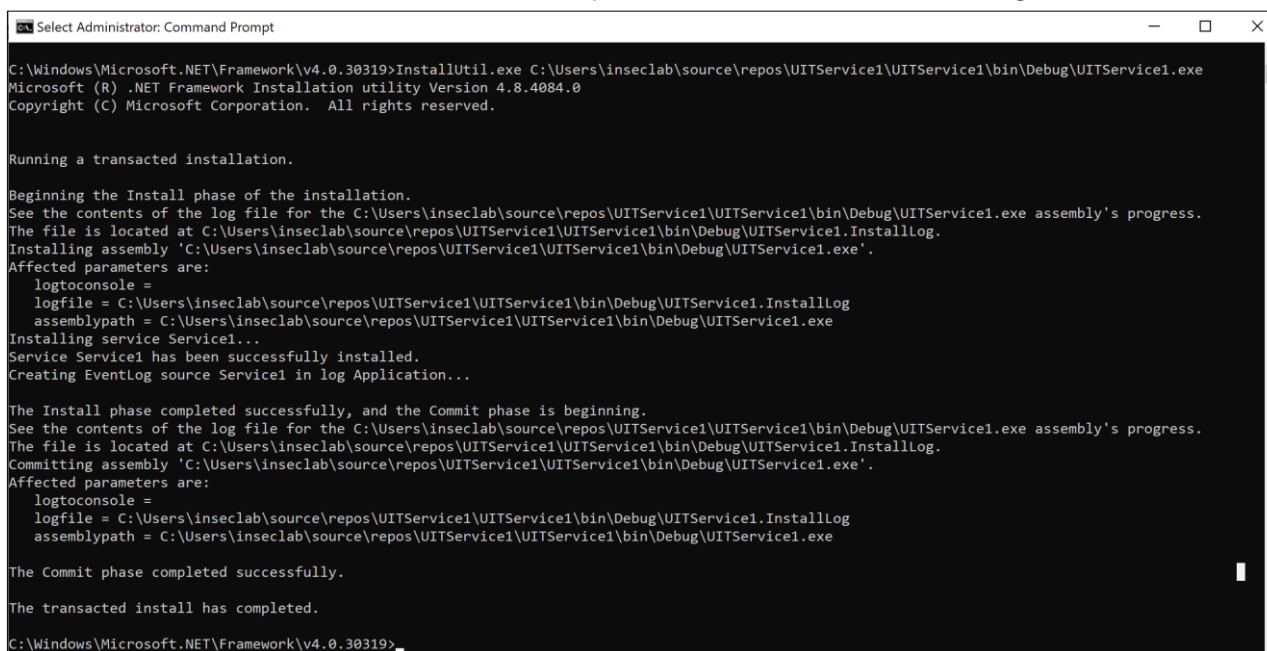 Select Administrator: Command Prompt
C:\Windows\Microsoft.NET\Framework\v4.0.30319>InstallUtil.exe C:\Users\inseclab\source\repos\UITService1\UITService1\bin\Debug\UITService1.exe
Microsoft (R) .NET Framework Installation utility Version 4.8.4084.0
Copyright (C) Microsoft Corporation.  All rights reserved.
Running a transacted installation.
Beginning the Install phase of the installation.
See the contents of the log file for the C:\Users\inseclab\source\repos\UITService1\UITService1\bin\Debug\UITService1.exe assembly's progress.
The file is located at C:\Users\inseclab\source\repos\UITService1\UITService1\bin\Debug\UITService1.InstallLog.
Installing assembly 'C:\Users\inseclab\source\repos\UITService1\UITService1\bin\Debug\UITService1.exe'.
Affected parameters are:
   logtoconsole =
   logfile = C:\Users\inseclab\source\repos\UITService1\UITService1\bin\Debug\UITService1.InstallLog
   assemblypath = C:\Users\inseclab\source\repos\UITService1\UITService1\bin\Debug\UITService1.exe
Installing service Service1...
Service Service1 has been successfully installed.
Creating EventLog source Service1 in log Application...
The Install phase completed successfully, and the Commit phase is beginning.
See the contents of the log file for the C:\Users\inseclab\source\repos\UITService1\UITService1\bin\Debug\UITService1.exe assembly's progress.
The file is located at C:\Users\inseclab\source\repos\UITService1\UITService1\bin\Debug\UITService1.InstallLog.
Committing assembly 'C:\Users\inseclab\source\repos\UITService1\UITService1\bin\Debug\UITService1.exe'.
Affected parameters are:
   logtoconsole =
   logfile = C:\Users\inseclab\source\repos\UITService1\UITService1\bin\Debug\UITService1.InstallLog
   assemblypath = C:\Users\inseclab\source\repos\UITService1\UITService1\bin\Debug\UITService1.exe
The Commit phase completed successfully.
The transacted install has completed.
C:\Windows\Microsoft.NET\Framework\v4.0.30319>